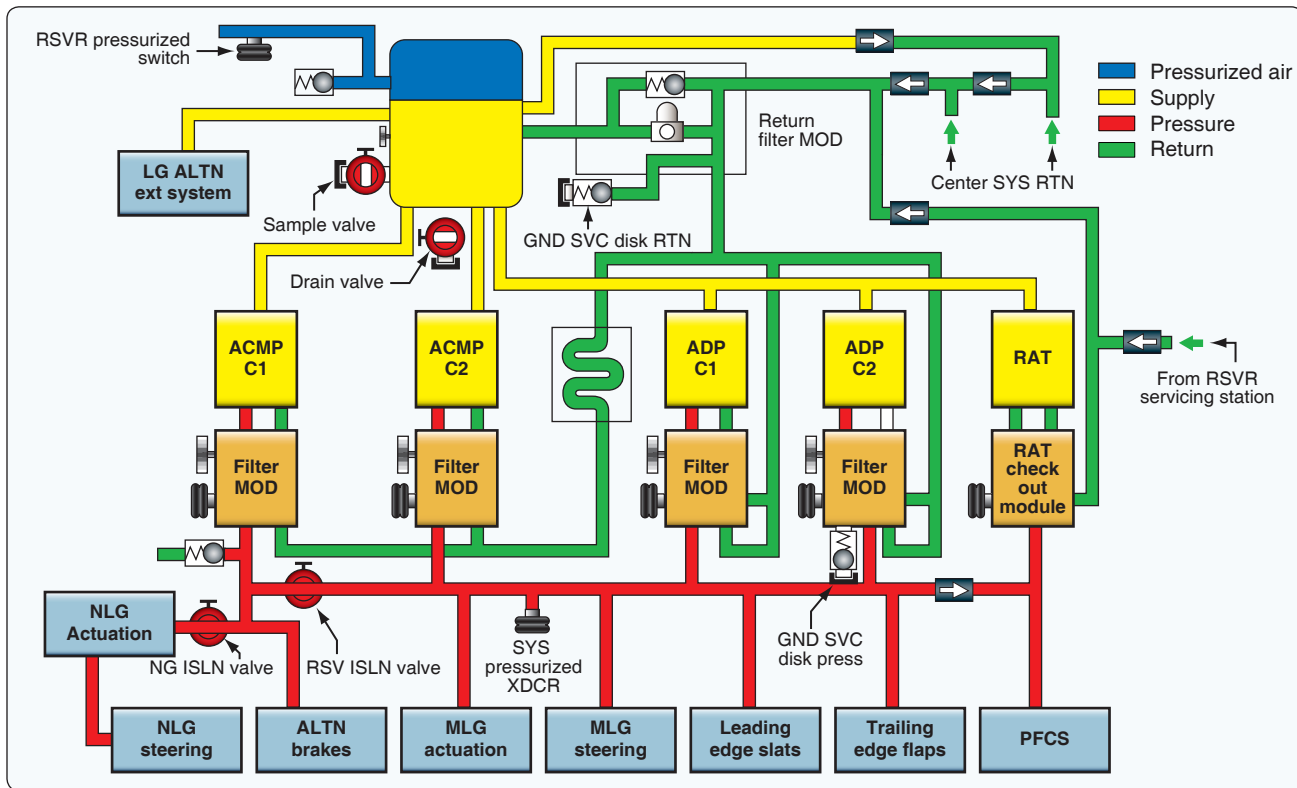 RSVR pressurized
switch
Pressurized air
Supply
Pressure
Return
Return
filter MOD
LG ALTN
ext system
Center SYS RTN
Sample valve
GND SVC disk RTN
Drain valve
ACMP
C1
ACMP
C2
ADP
C1
ADP
C2
RAT
From RSVR
servicing station
Filter
MOD
Filter
MOD
Filter
MOD
Filter
MOD
RAT
check
out
module
NLG
Actuation
NG ISLN valve
RSV ISLN valve
SYS
pressurized
XDCR
GND SVC
disk press
NLG
steering
ALTN
brakes
MLG
actuation
MLG
steering
Leading
edge slats
Trailing
edge flaps
PFCS